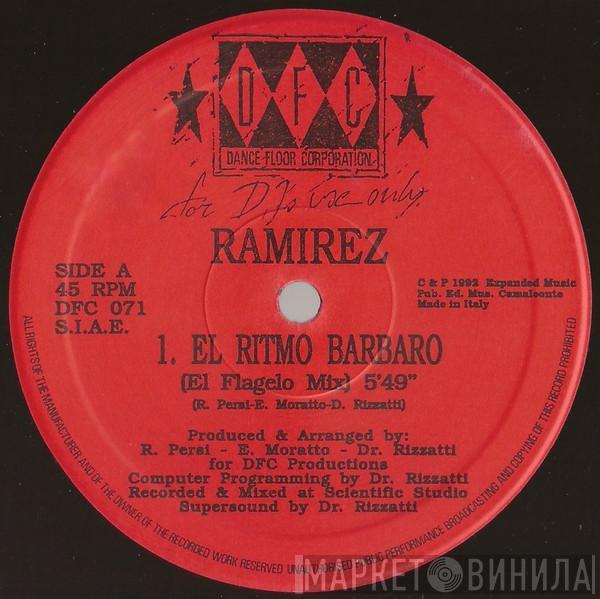 D F C
DANCE FLOOR CORPORATION
for DJs use only
RAMIREZ
SIDE A
45 RPM
DFC 071
S.I.A.E.
C & P 1992 Expanded Music
Pub. Ed. Mus. Camaleonte
Made in Italy
1. EL RITMO BARBARO
(El Flagelo Mix) 5'49"
(R. Persi-E. Moratto-D. Rizzatti)
Produced & Arranged by:
R. Persi - E. Moratto - Dr. Rizzatti
for DFC Productions
Computer Programming by Dr. Rizzatti
Recorded & Mixed at Scientific Studio
Supersound by Dr. Rizzatti
ALL RIGHTS OF THE MANUFACTURER AND OF THE OWNER OF THE RECORDED WORK RESERVED UNAUTHORISED PUBLIC PERFORMANCE BROADCASTING AND COPYING OF THIS RECORD PROHIBITED
МАРКЕТ ВИНИЛА